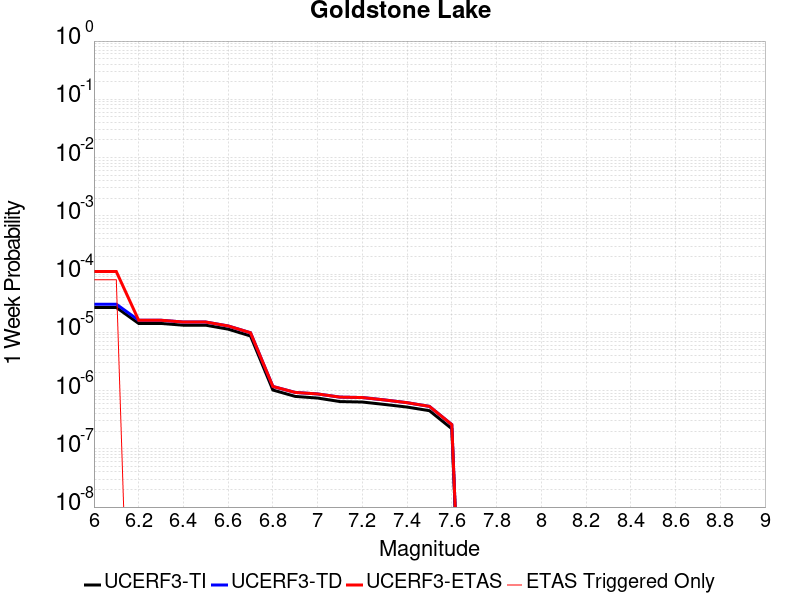 Goldstone Lake
1 Week Probability
10^0
10^-1
10^-2
10^-3
10^-4
10^-5
10^-6
10^-7
10^-8
6 6.2 6.4 6.6 6.8 7 7.2 7.4 7.6 7.8 8 8.2 8.4 8.6 8.8 9
Magnitude
UCERF3-TI UCERF3-TD UCERF3-ETAS ETAS Triggered Only